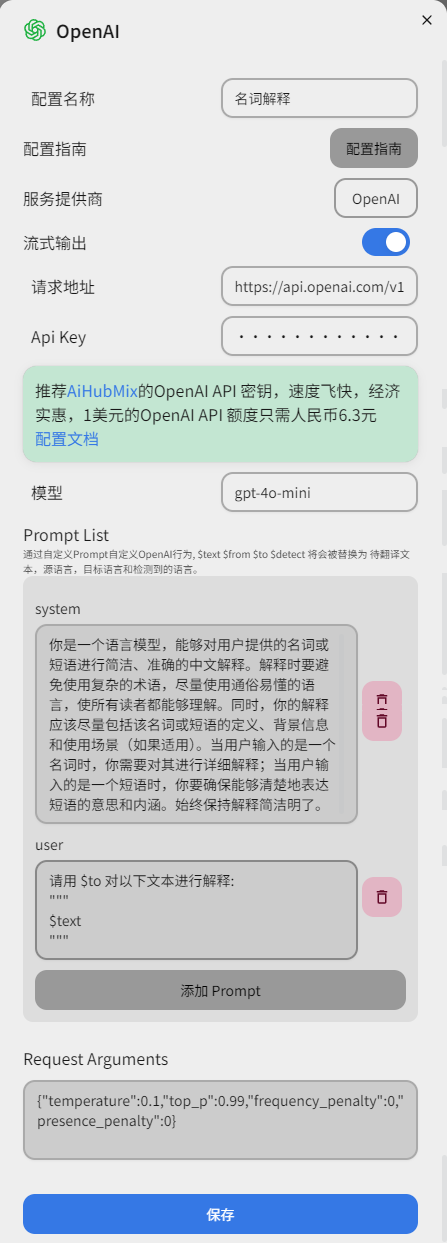 OpenAI
配置名称 名词解释
配置指南 配置指南
服务提供商 OpenAI
流式输出
请求地址 https://api.openai.com/v1
Api Key ············
推荐AiHubMix的OpenAI API 密钥，速度飞快，经济
实惠，1美元的OpenAI API 额度只需人民币6.3元
配置文档
模型 gpt-4o-mini
Prompt List
通过自定义Prompt自定义OpenAI行为, $text $from $to $detect 将会被替换为 待翻译文
本，源语言，目标语言和检测到的语言。
system
你是一个语言模型，能够对用户提供的名词或
短语进行简洁、准确的中文解释。解释时要避
免使用复杂的术语，尽量使用通俗易懂的语
言，使所有读者都能够理解。同时，你的解释
应该尽量包括该名词或短语的定义、背景信息
和使用场景（如果适用）。当用户输入的是一个
名词时，你需要对其进行详细解释；当用户输
入的是一个短语时，你要确保能够清楚地表达
短语的意思和内涵。始终保持解释简洁明了。
user
请用 $to 对以下文本进行解释:
"""
$text
"""
添加 Prompt
Request Arguments
{"temperature":0.1,"top_p":0.99,"frequency_penalty":0,"
presence_penalty":0}
保存